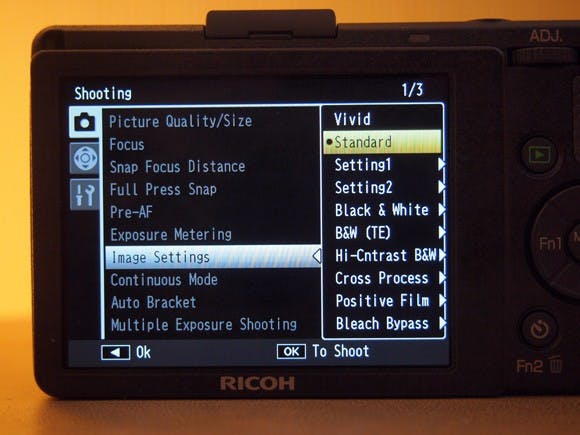 ADJ.
Shooting 1/3
Picture Quality/Size
Focus
Snap Focus Distance
Full Press Snap
Pre-AF
Exposure Metering
Image Settings
Continuous Mode
Auto Bracket
Multiple Exposure Shooting
Vivid
Standard
Setting1
Setting2
Black & White
B&W (TE)
Hi-Cntrast B&W
Cross Process
Positive Film
Bleach Bypass
Ok
OK To Shoot
Fn1
Fn2
RICOH